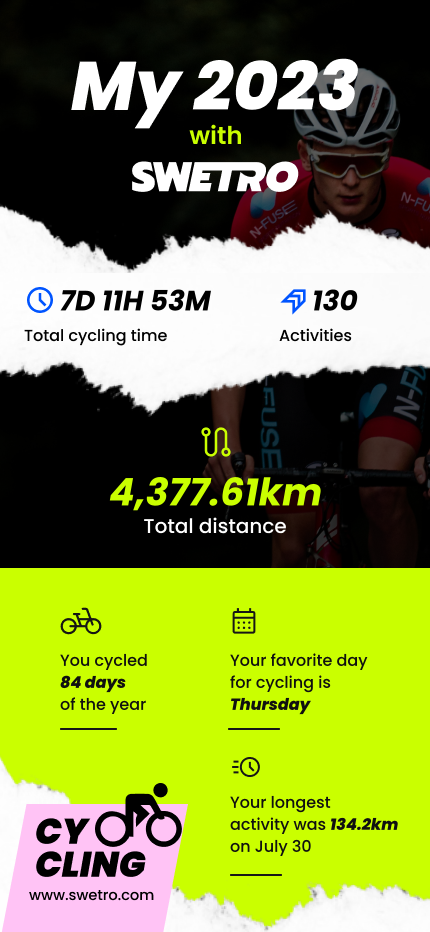 My 2023
with
SWETRO
N-FUSE
N-FUSE
7D 11H 53M
130
Total cycling time
Activities
4,377.61km
Total distance
You cycled
84 days
of the year
Your favorite day
for cycling is
Thursday
Your longest
activity was 134.2km
on July 30
CY
CLING
www.swetro.com